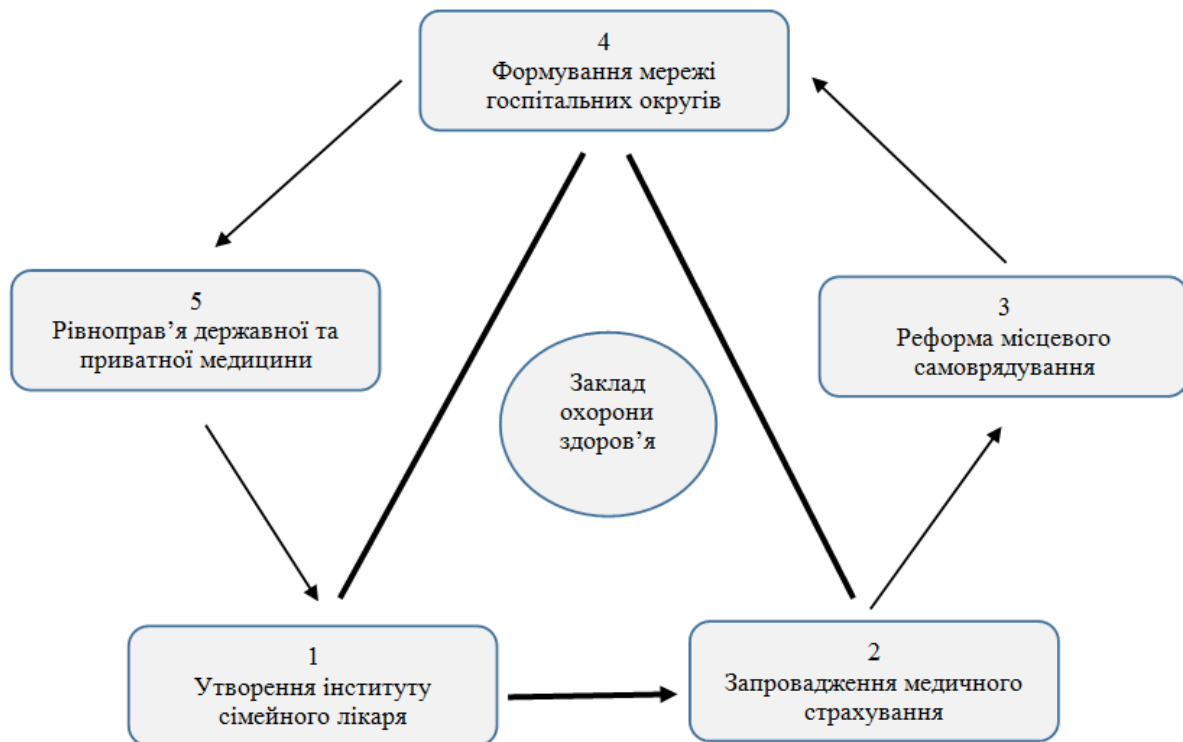 4
Формування мережі
госпітальних округів
5
Рівноправ’я державної та
приватної медицини
3
Реформа місцевого
самоврядування
Заклад
охорони
здоров’я
1
Утворення інституту
сімейного лікаря
2
Запровадження медичного
страхування